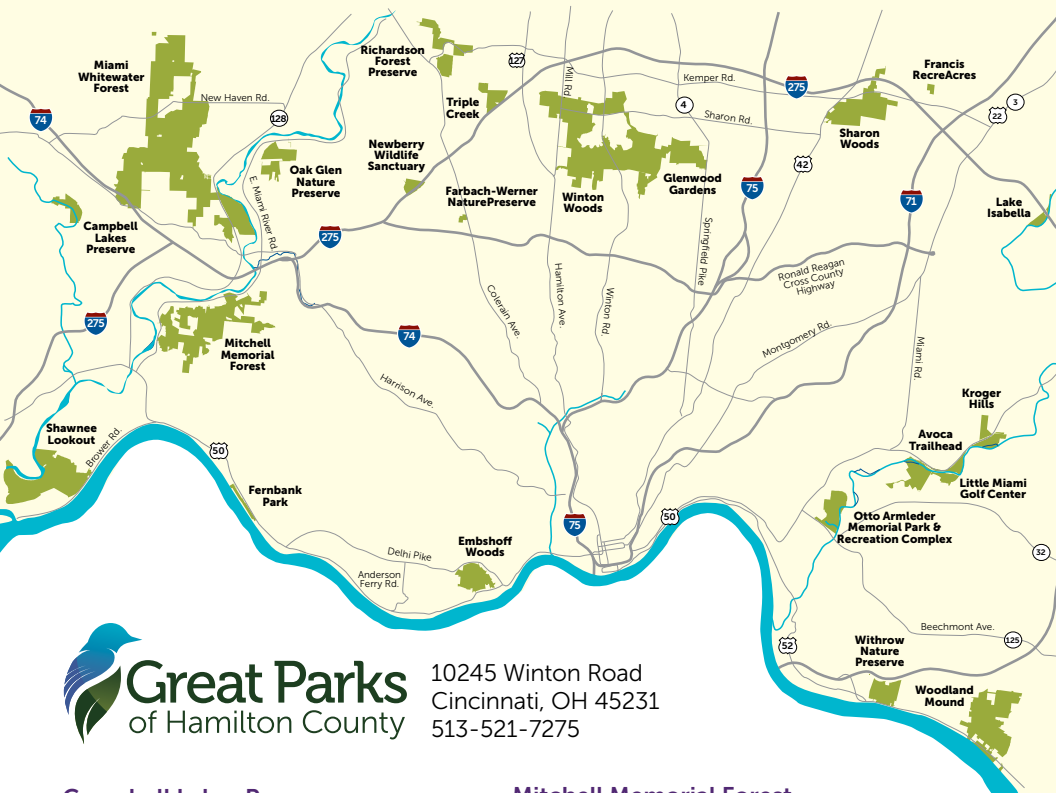 Miami
Whitewater
Forest
Richardson
Forest
Preserve
127
Mill Rd.
Kemper Rd.
275
Francis
RecreAcres
3
22
74
New Haven Rd.
128
Triple
Creek
4
Sharon Rd.
Sharon
Woods
Newberry
Wildlife
Sanctuary
Oak Glen
Nature
Preserve
E. Miami River Rd.
Farbach-Werner
NaturePreserve
Winton
Woods
Glenwood
Gardens
42
75
71
Lake
Isabella
Campbell
Lakes
Preserve
275
Springfield Pike
Ronald Reagan
Cross County
Highway
Colerain Ave.
Hamilton Ave.
Winton Rd
275
74
Mitchell
Memorial
Forest
Montgomery Rd.
Miami Rd.
Harrison Ave.
Kroger
Hills
Shawnee
Lookout
Brower Rd.
50
Avoca
Trailhead
Little Miami
Golf Center
Fernbank
Park
75
50
Otto Armleder
Memorial Park &
Recreation Complex
32
Embshoff
Woods
Delhi Pike
Anderson
Ferry Rd.
Beechmont Ave.
125
52
Withrow
Nature
Preserve
Woodland
Mound
Great Parks
of Hamilton County
10245 Winton Road
Cincinnati, OH 45231
513-521-7275
Mitchell Memorial Forest